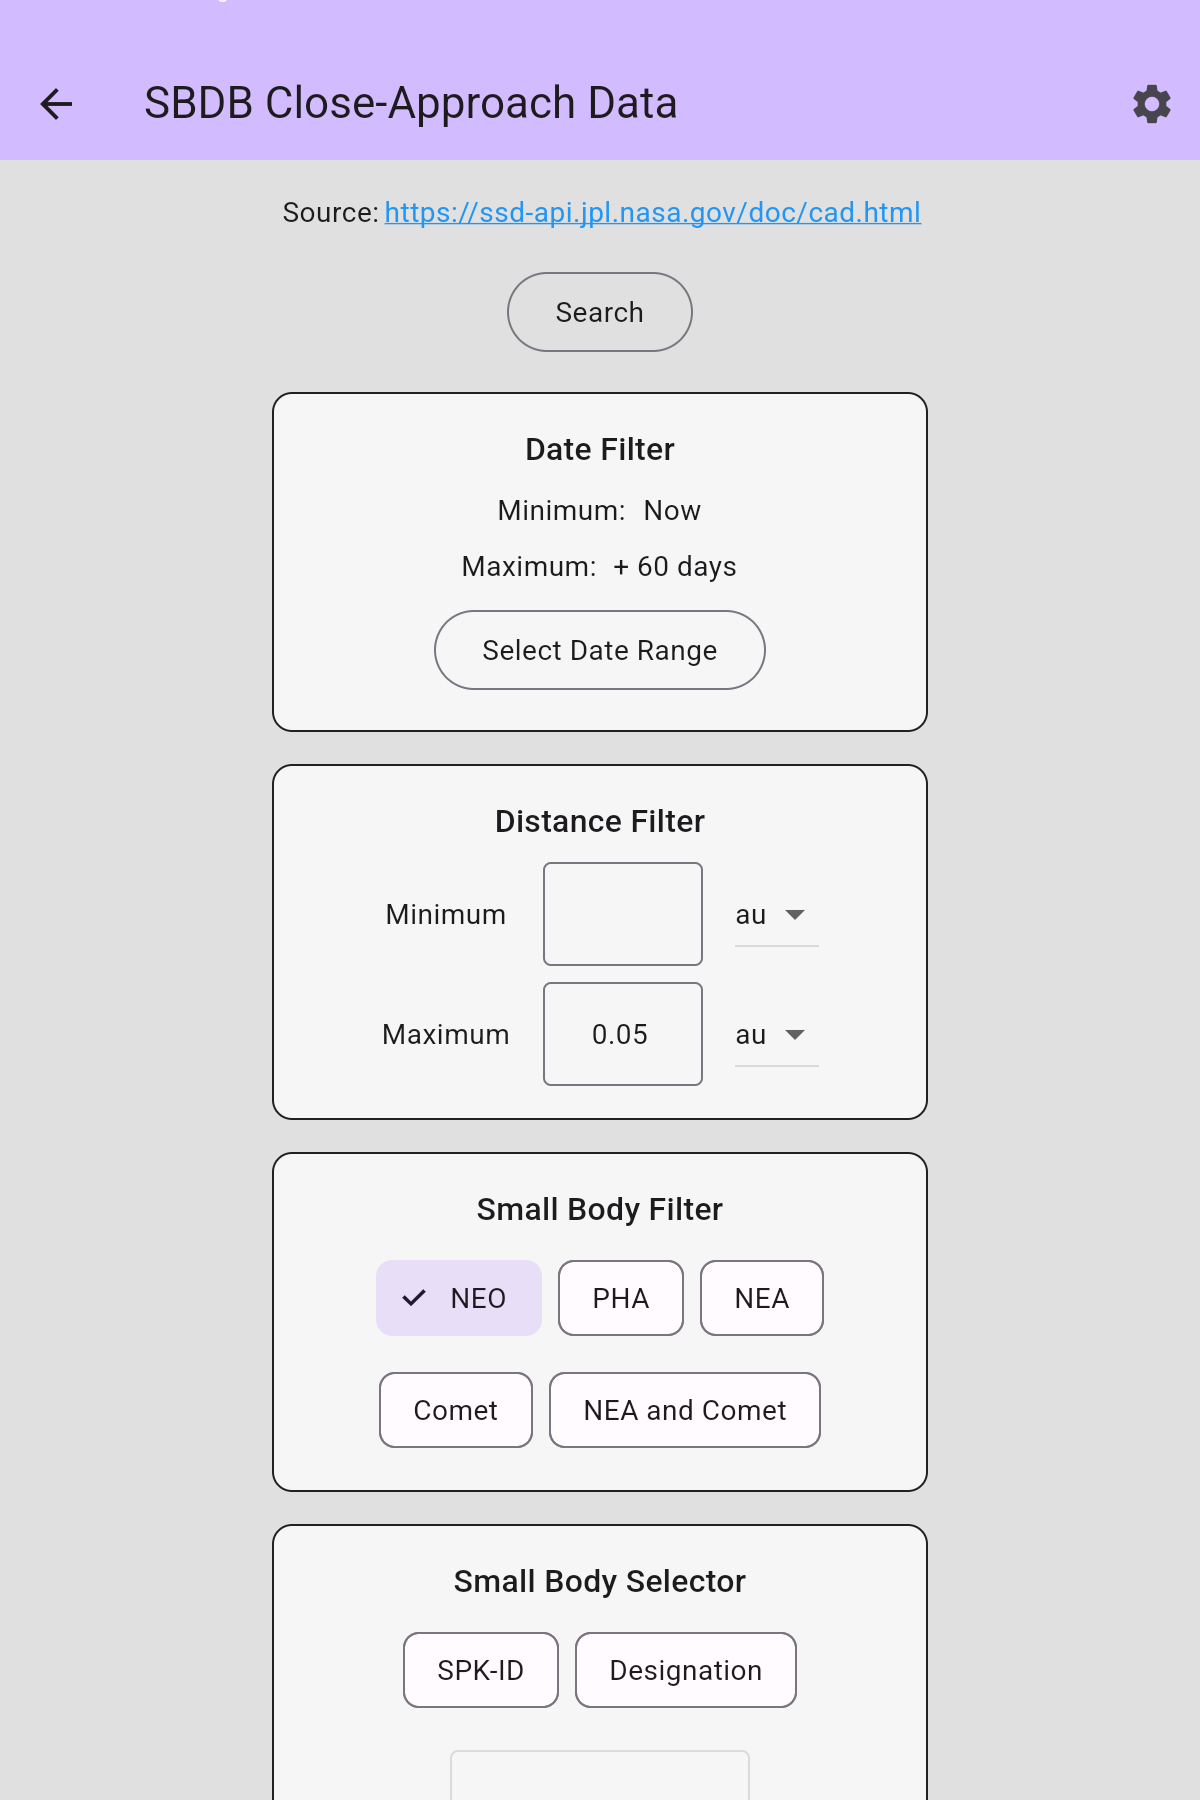 SBDB Close-Approach Data
Source: https://ssd-api.jpl.nasa.gov/doc/cad.html
Search
Date Filter
Minimum: Now
Maximum: + 60 days
Select Date Range
Distance Filter
Minimum au
Maximum 0.05 au
Small Body Filter
NEO PHA NEA
Comet NEA and Comet
Small Body Selector
SPK-ID Designation